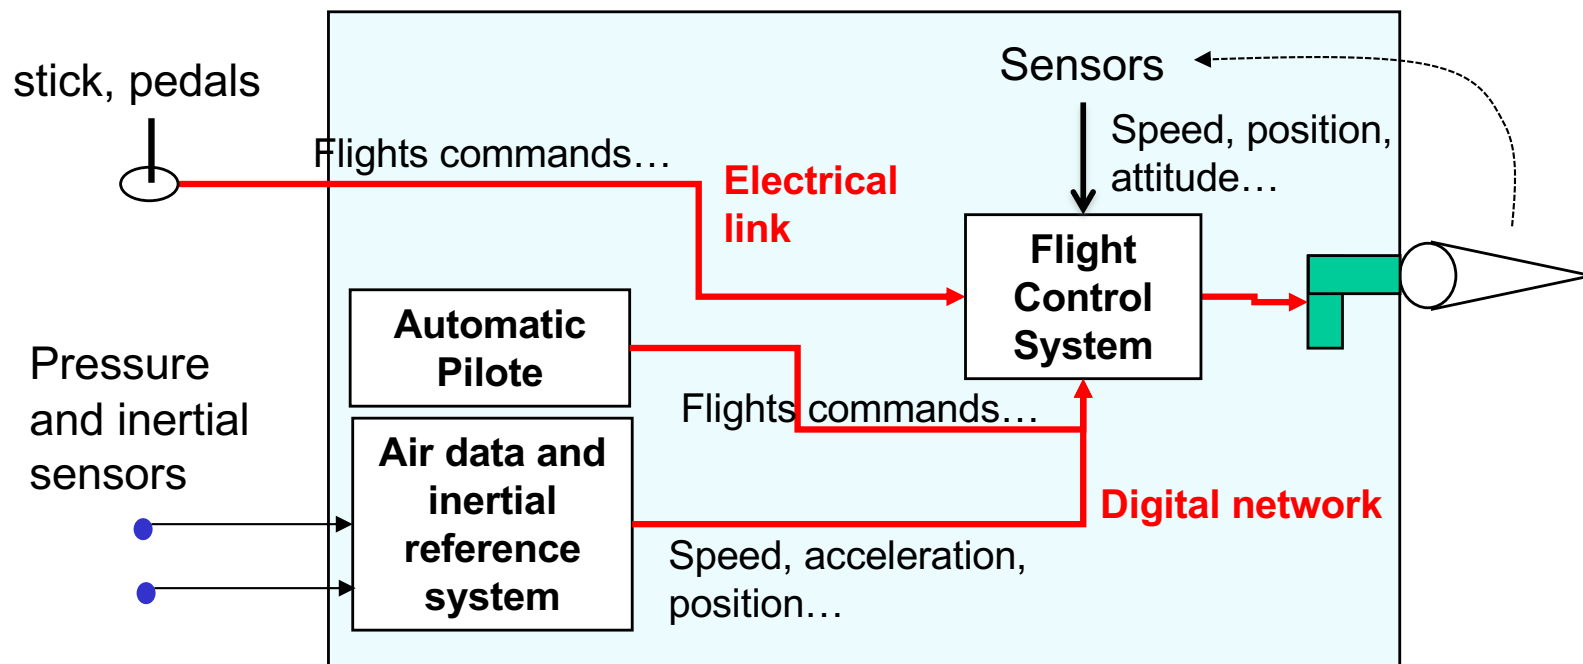 stick, pedals
Flights commands…
Electrical
link
Sensors
Speed, position,
attitude…
Flight
Control
System
Automatic
Pilote
Flights commands…
Pressure
and inertial
sensors
Air data and
inertial
reference
system
Digital network
Speed, acceleration,
position…